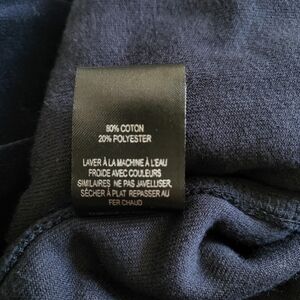 80% COTON
20% POLYESTER
LAVER À LA MACHINE À L'EAU
FROIDE AVEC COULEURS
SIMILAIRES NE PAS JAVELLISER,
SÉCHER À PLAT REPASSER AU
FER CHAUD